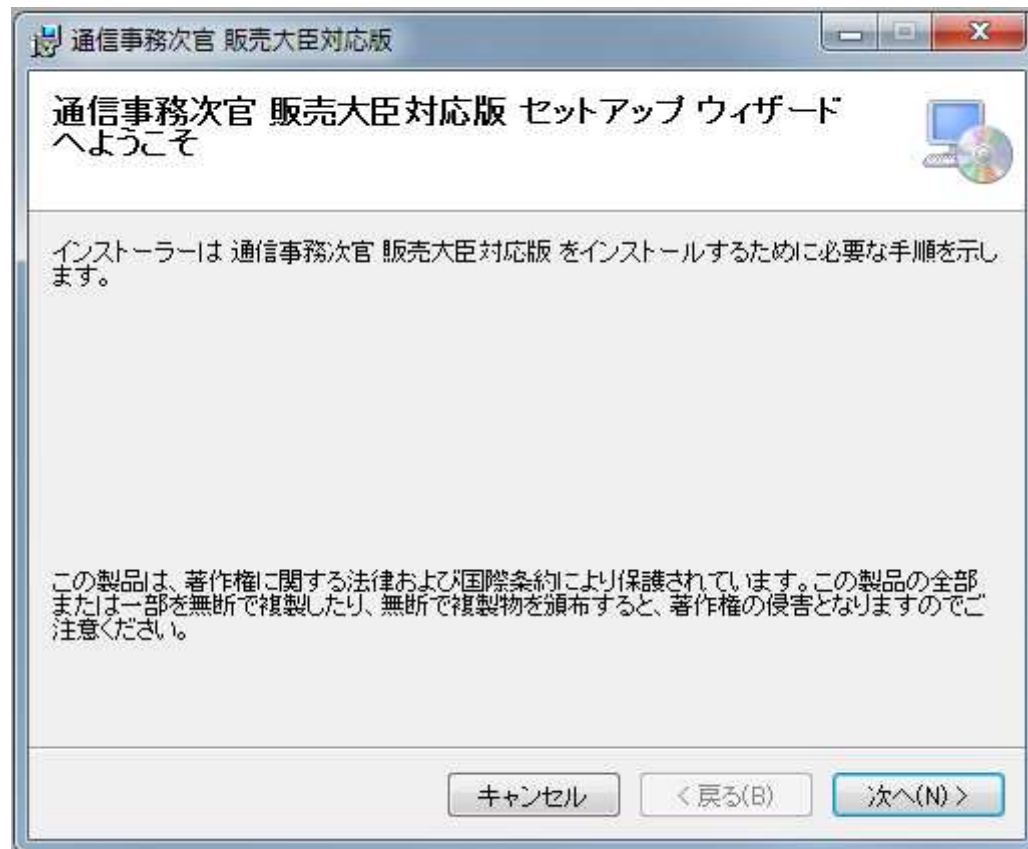 通信事務次官 販売大臣対応版
通信事務次官 販売大臣対応版 セットアップ ウィザード
へようこそ
インストーラーは 通信事務次官 販売大臣対応版 をインストールするために必要な手順を示し
ます。
この製品は、著作権に関する法律および国際条約により保護されています。この製品の全部
または一部を無断で複製したり、無断で複製物を頒布すると、著作権の侵害となりますのでご
注意ください。
キャンセル
< 戻る(B)
次へ(N) >